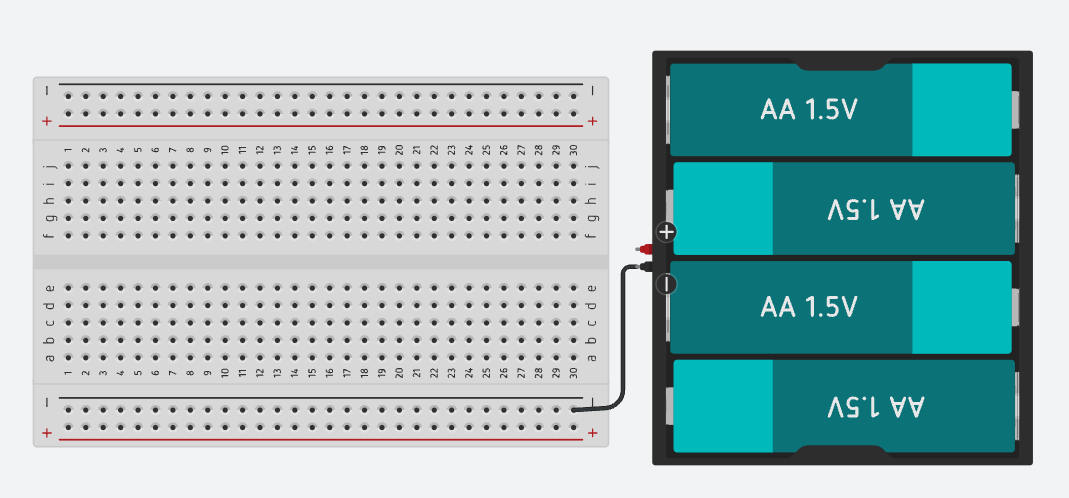 − −
+ +
1 2 3 4 5 6 7 8 9 10 11 12 13 14 15 16 17 18 19 20 21 22 23 24 25 26 27 28 29 30
j j
i i
h h
g g
f f
e e
d d
c c
b b
a a
1 2 3 4 5 6 7 8 9 10 11 12 13 14 15 16 17 18 19 20 21 22 23 24 25 26 27 28 29 30
− −
+ +
AA 1.5V
AA 1.5V
+
AA 1.5V
−
AA 1.5V